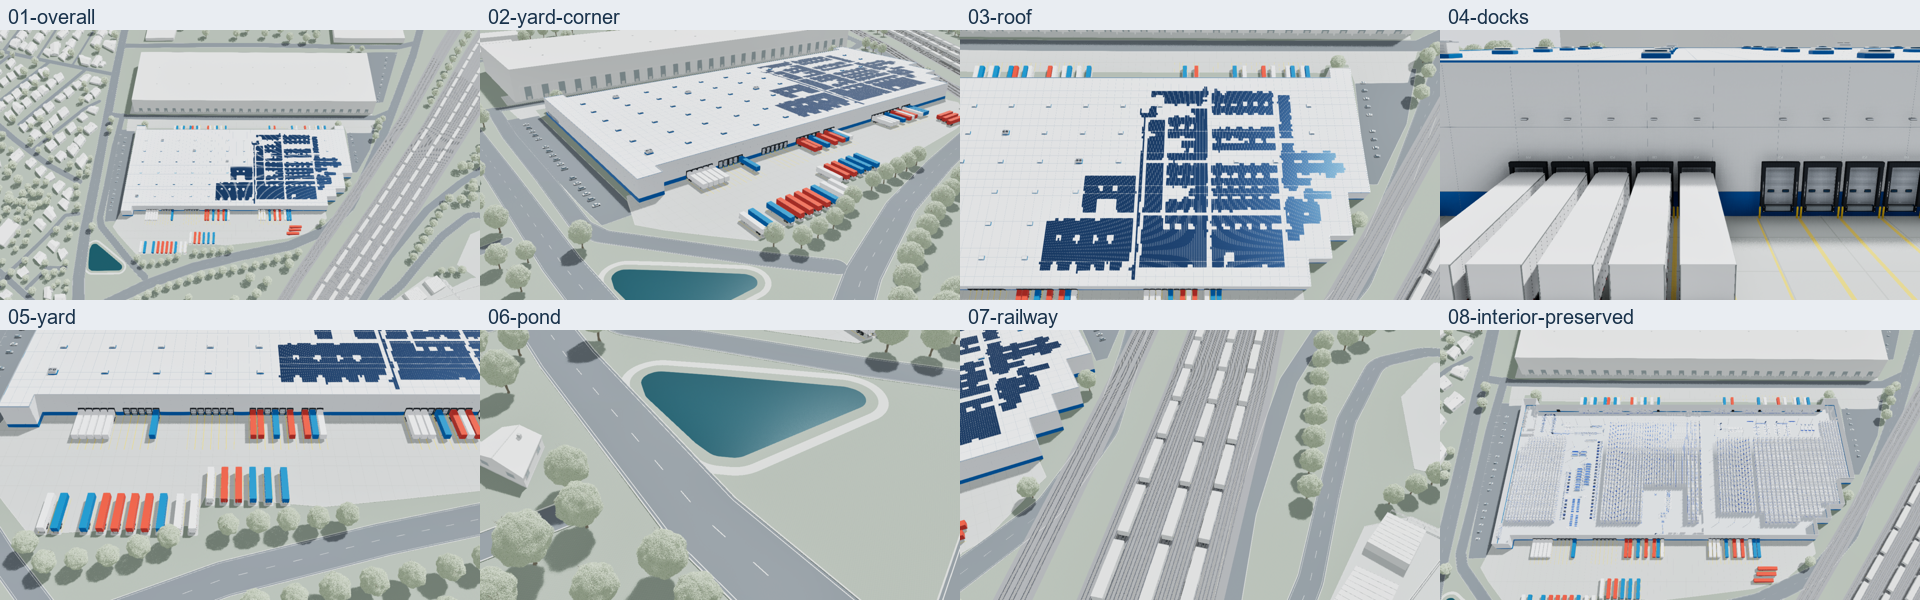 01-overall
02-yard-corner
03-roof
04-docks
05-yard
06-pond
07-railway
08-interior-preserved